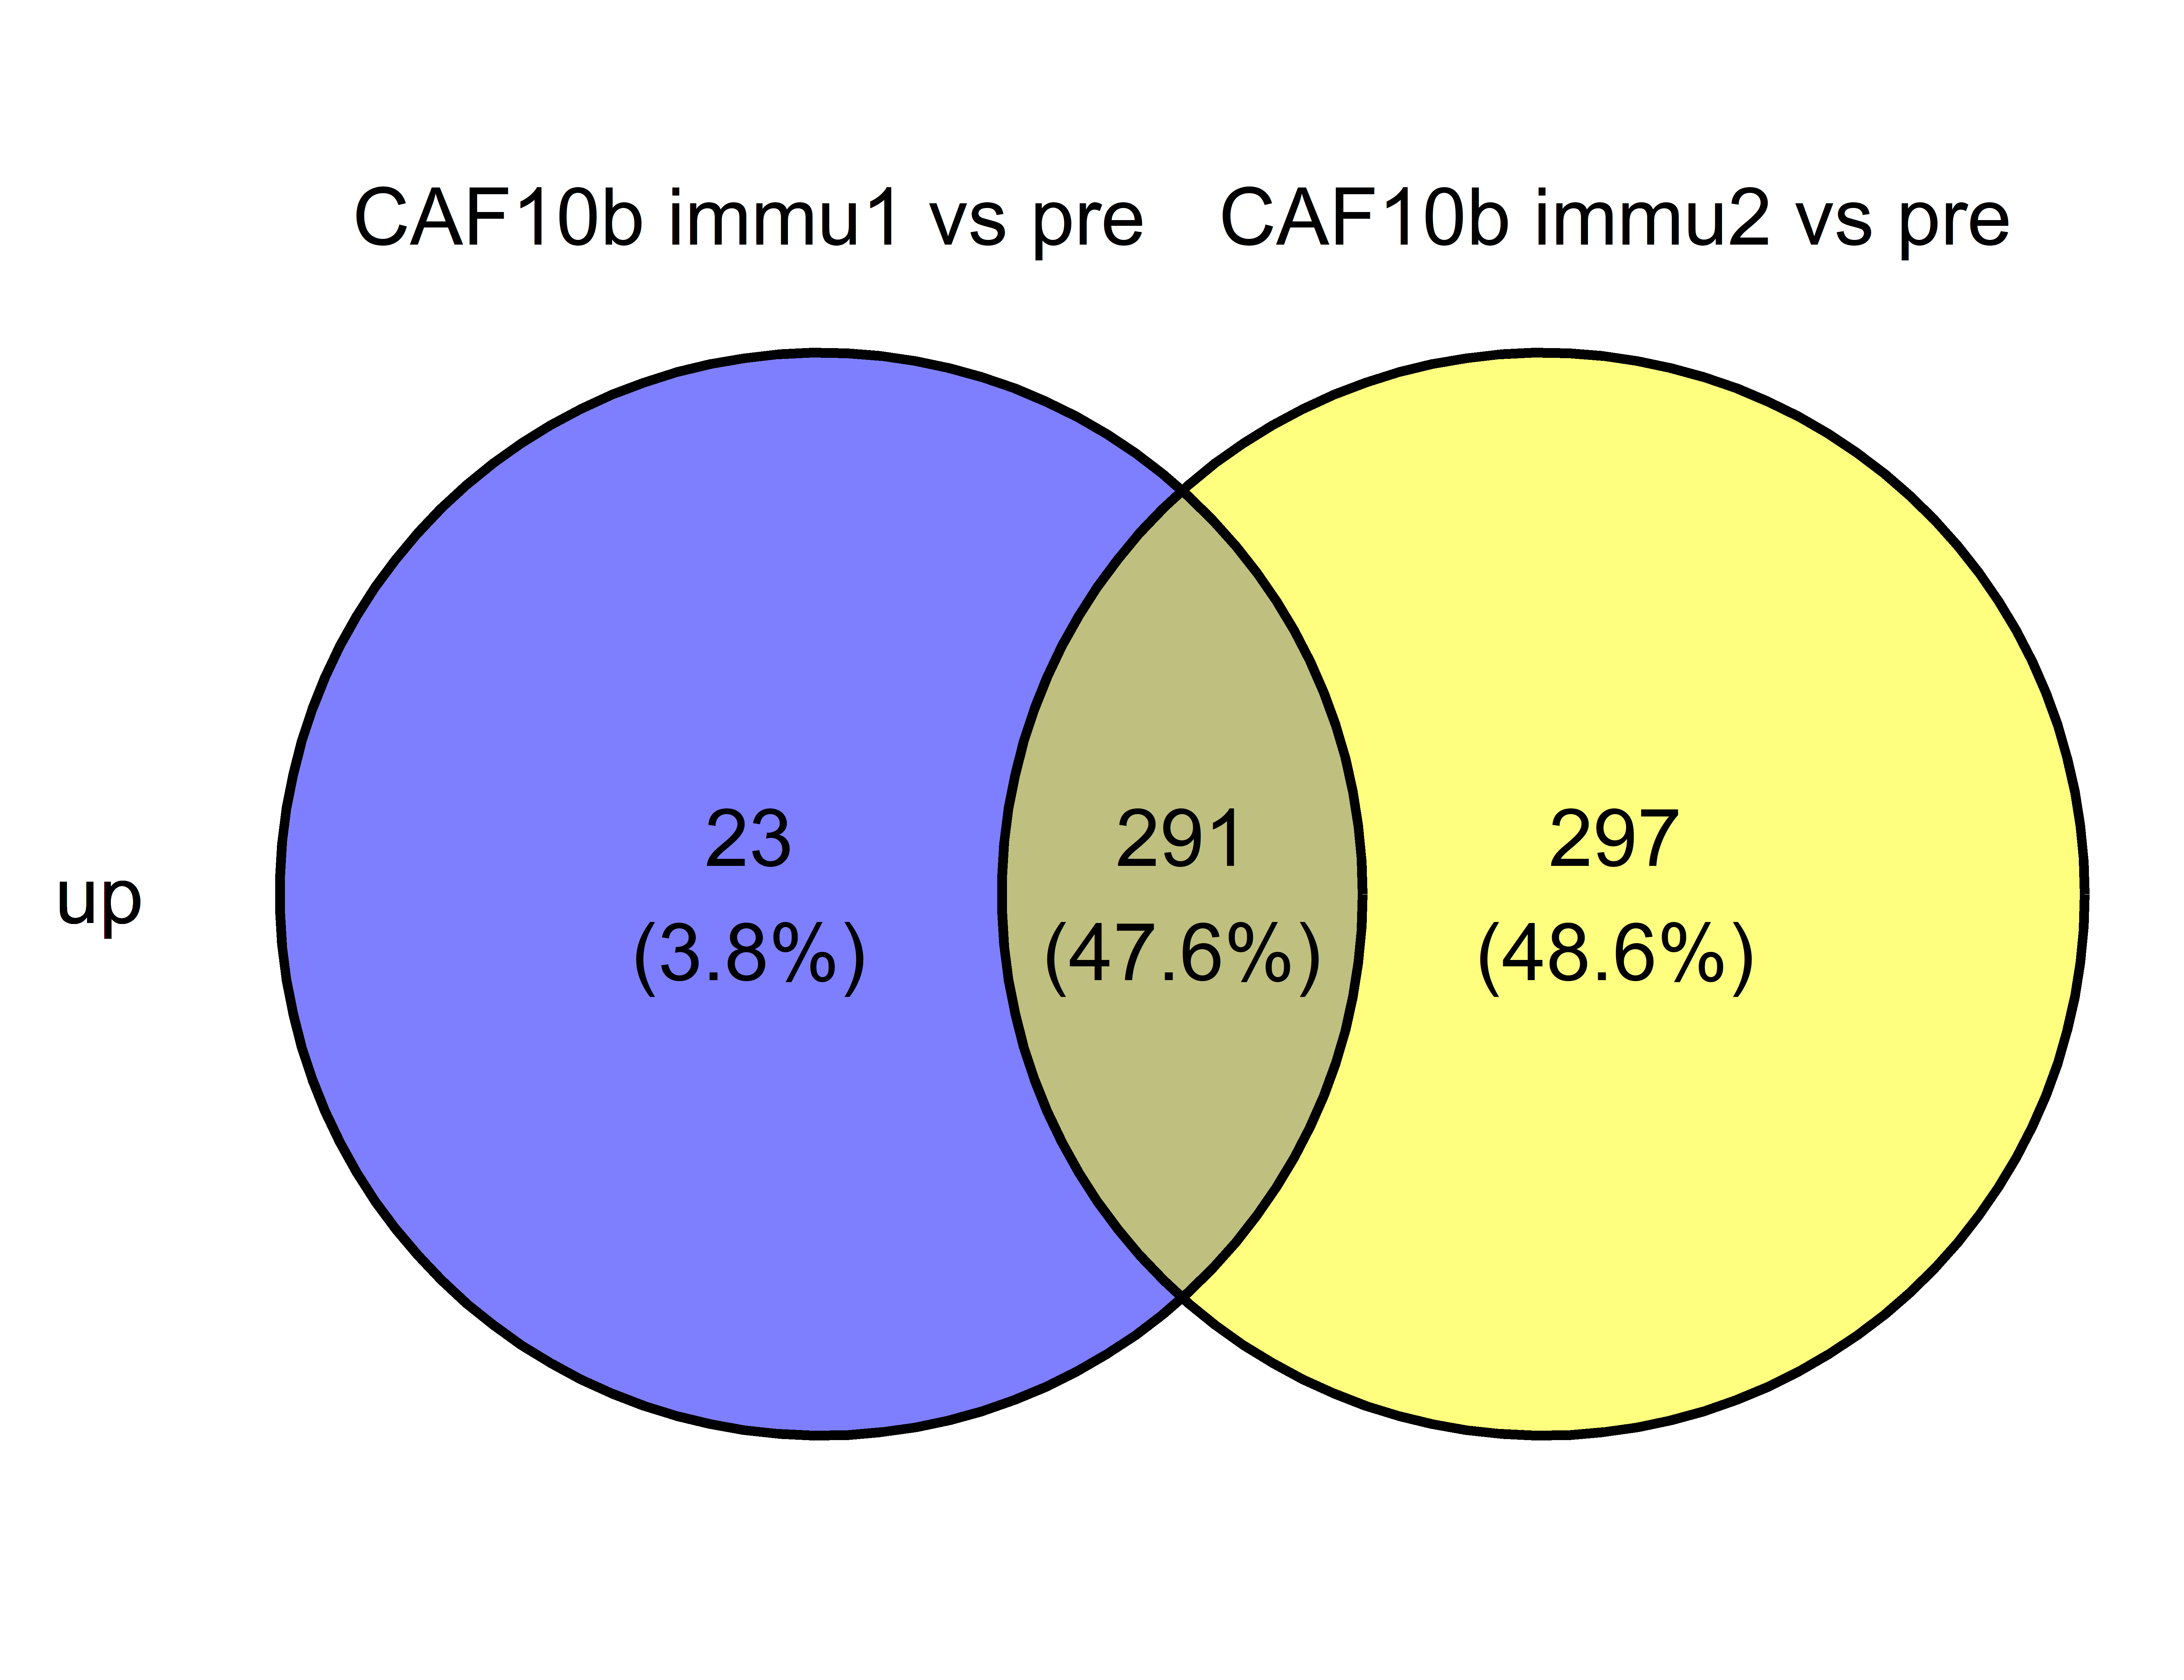 CAF10b immu1 vs pre
CAF10b immu2 vs pre
up
23
(3.8%)
291
(47.6%)
297
(48.6%)